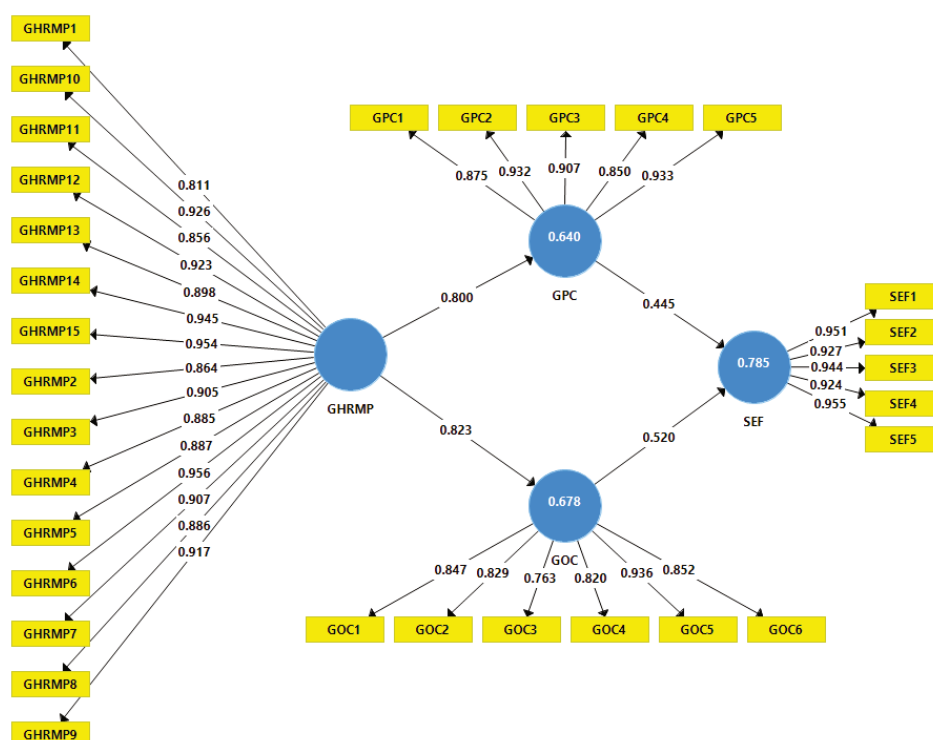 GHRMP1
GHRMP10
GHRMP11
GHRMP12
GHRMP13
GHRMP14
GHRMP15
GHRMP2
GHRMP3
GHRMP4
GHRMP5
GHRMP6
GHRMP7
GHRMP8
GHRMP9
0.811
0.926
0.856
0.923
0.898
0.945
0.954
0.864
0.905
0.885
0.887
0.956
0.907
0.886
0.917
GHRMP
0.800
0.823
GPC1 GPC2 GPC3 GPC4 GPC5
0.875 0.932 0.907 0.850 0.933
0.640
GPC
0.445
0.520
0.678
GOC
0.847 0.829 0.763 0.820 0.936 0.852
GOC1 GOC2 GOC3 GOC4 GOC5 GOC6
0.785
SEF
0.951
0.927
0.944
0.924
0.955
SEF1
SEF2
SEF3
SEF4
SEF5